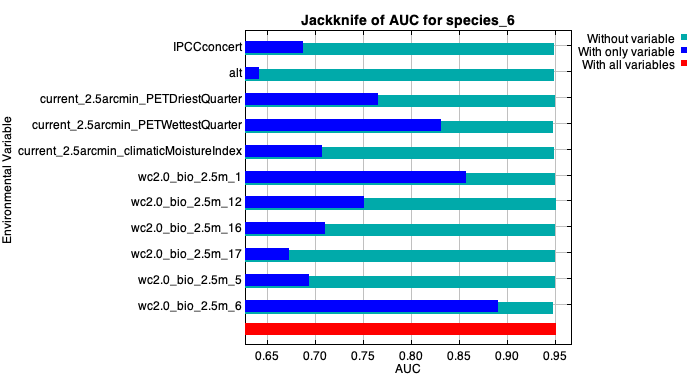 Jackknife of AUC for species_6
Without variable
With only variable
With all variables
Environmental Variable
IPCCconcert
alt
current_2.5arcmin_PETDriestQuarter
current_2.5arcmin_PETWettestQuarter
current_2.5arcmin_climaticMoistureIndex
wc2.0_bio_2.5m_1
wc2.0_bio_2.5m_12
wc2.0_bio_2.5m_16
wc2.0_bio_2.5m_17
wc2.0_bio_2.5m_5
wc2.0_bio_2.5m_6
0.65 0.70 0.75 0.80 0.85 0.90 0.95
AUC